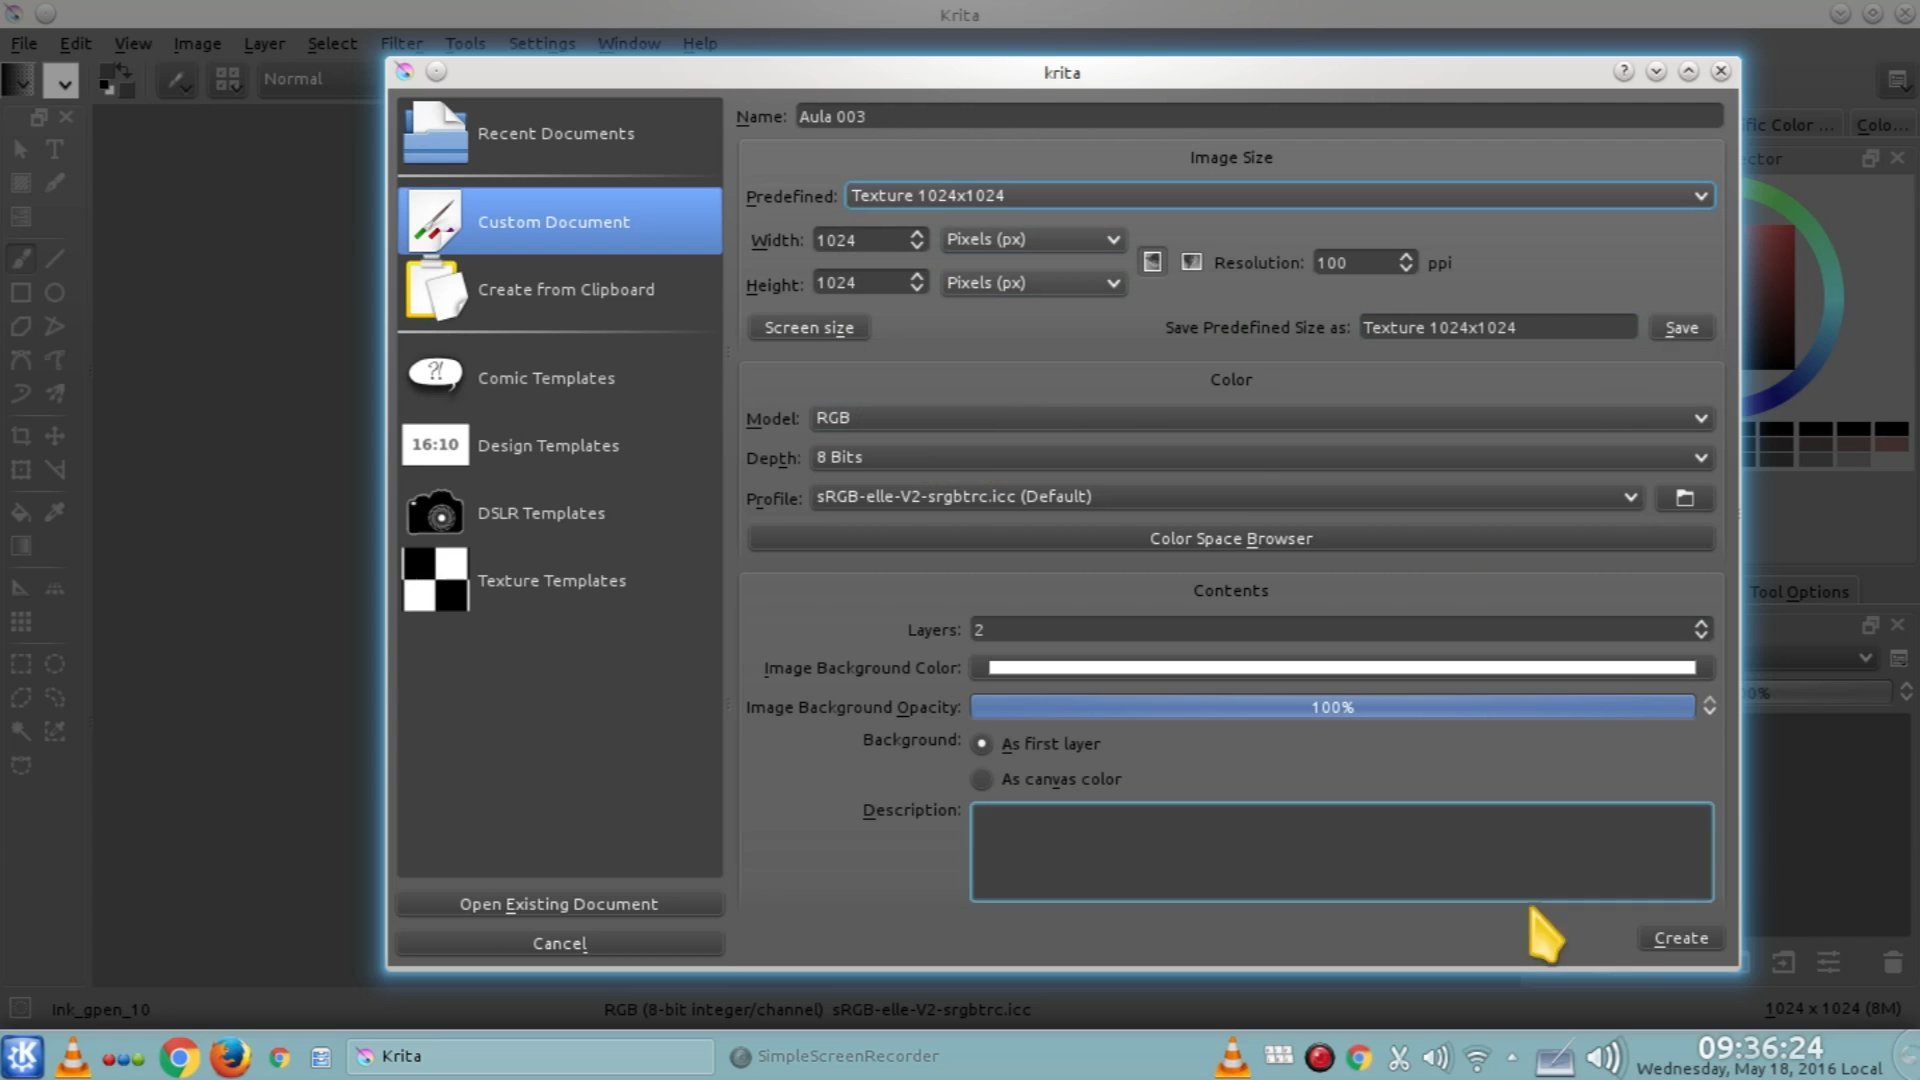 Krita
File Edit View Image Layer Select Filter Tools Settings Window Help
Normal
krita
Recent Documents
Custom Document
Create from Clipboard
?!
Comic Templates
16:10
Design Templates
DSLR Templates
Texture Templates
Open Existing Document
Cancel
Name: Aula 003
Image Size
Predefined: Texture 1024x1024
Width: 1024 Pixels (px)
Height: 1024 Pixels (px)
Resolution: 100 ppi
Screen size
Save Predefined Size as: Texture 1024x1024 Save
Color
Model: RGB
Depth: 8 Bits
Profile: sRGB-elle-V2-srgbtrc.icc (Default)
Color Space Browser
Contents
Layers: 2
Image Background Color:
Image Background Opacity: 100%
Background: As first layer
As canvas color
Description:
Create
Color ...
Colo...
Tool Options
Ink_gpen_10
RGB (8-bit integer/channel) sRGB-elle-V2-srgbtrc.icc
1024 x 1024 (8M)
Krita
SimpleScreenRecorder
09:36:24
Wednesday, May 18, 2016 Local